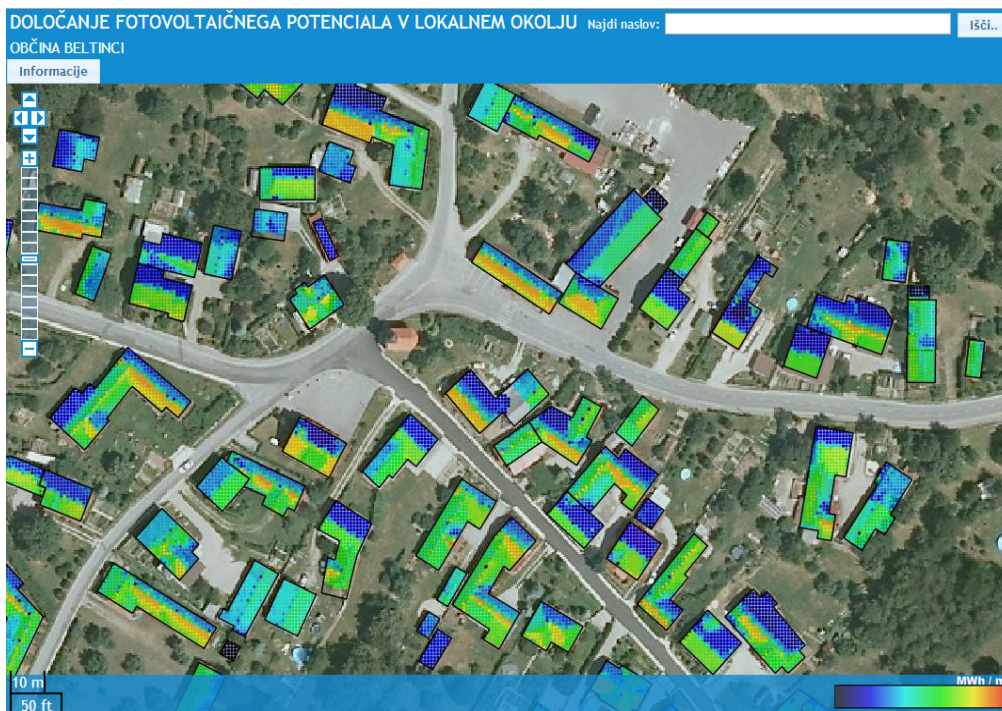 DOLOČANJE FOTOVOLTAIČNEGA POTENCIALA V LOKALNEM OKOLJU Najdi naslov: Išči..
OBČINA BELTINCI
Informacije
10 m
50 ft
MWh / m